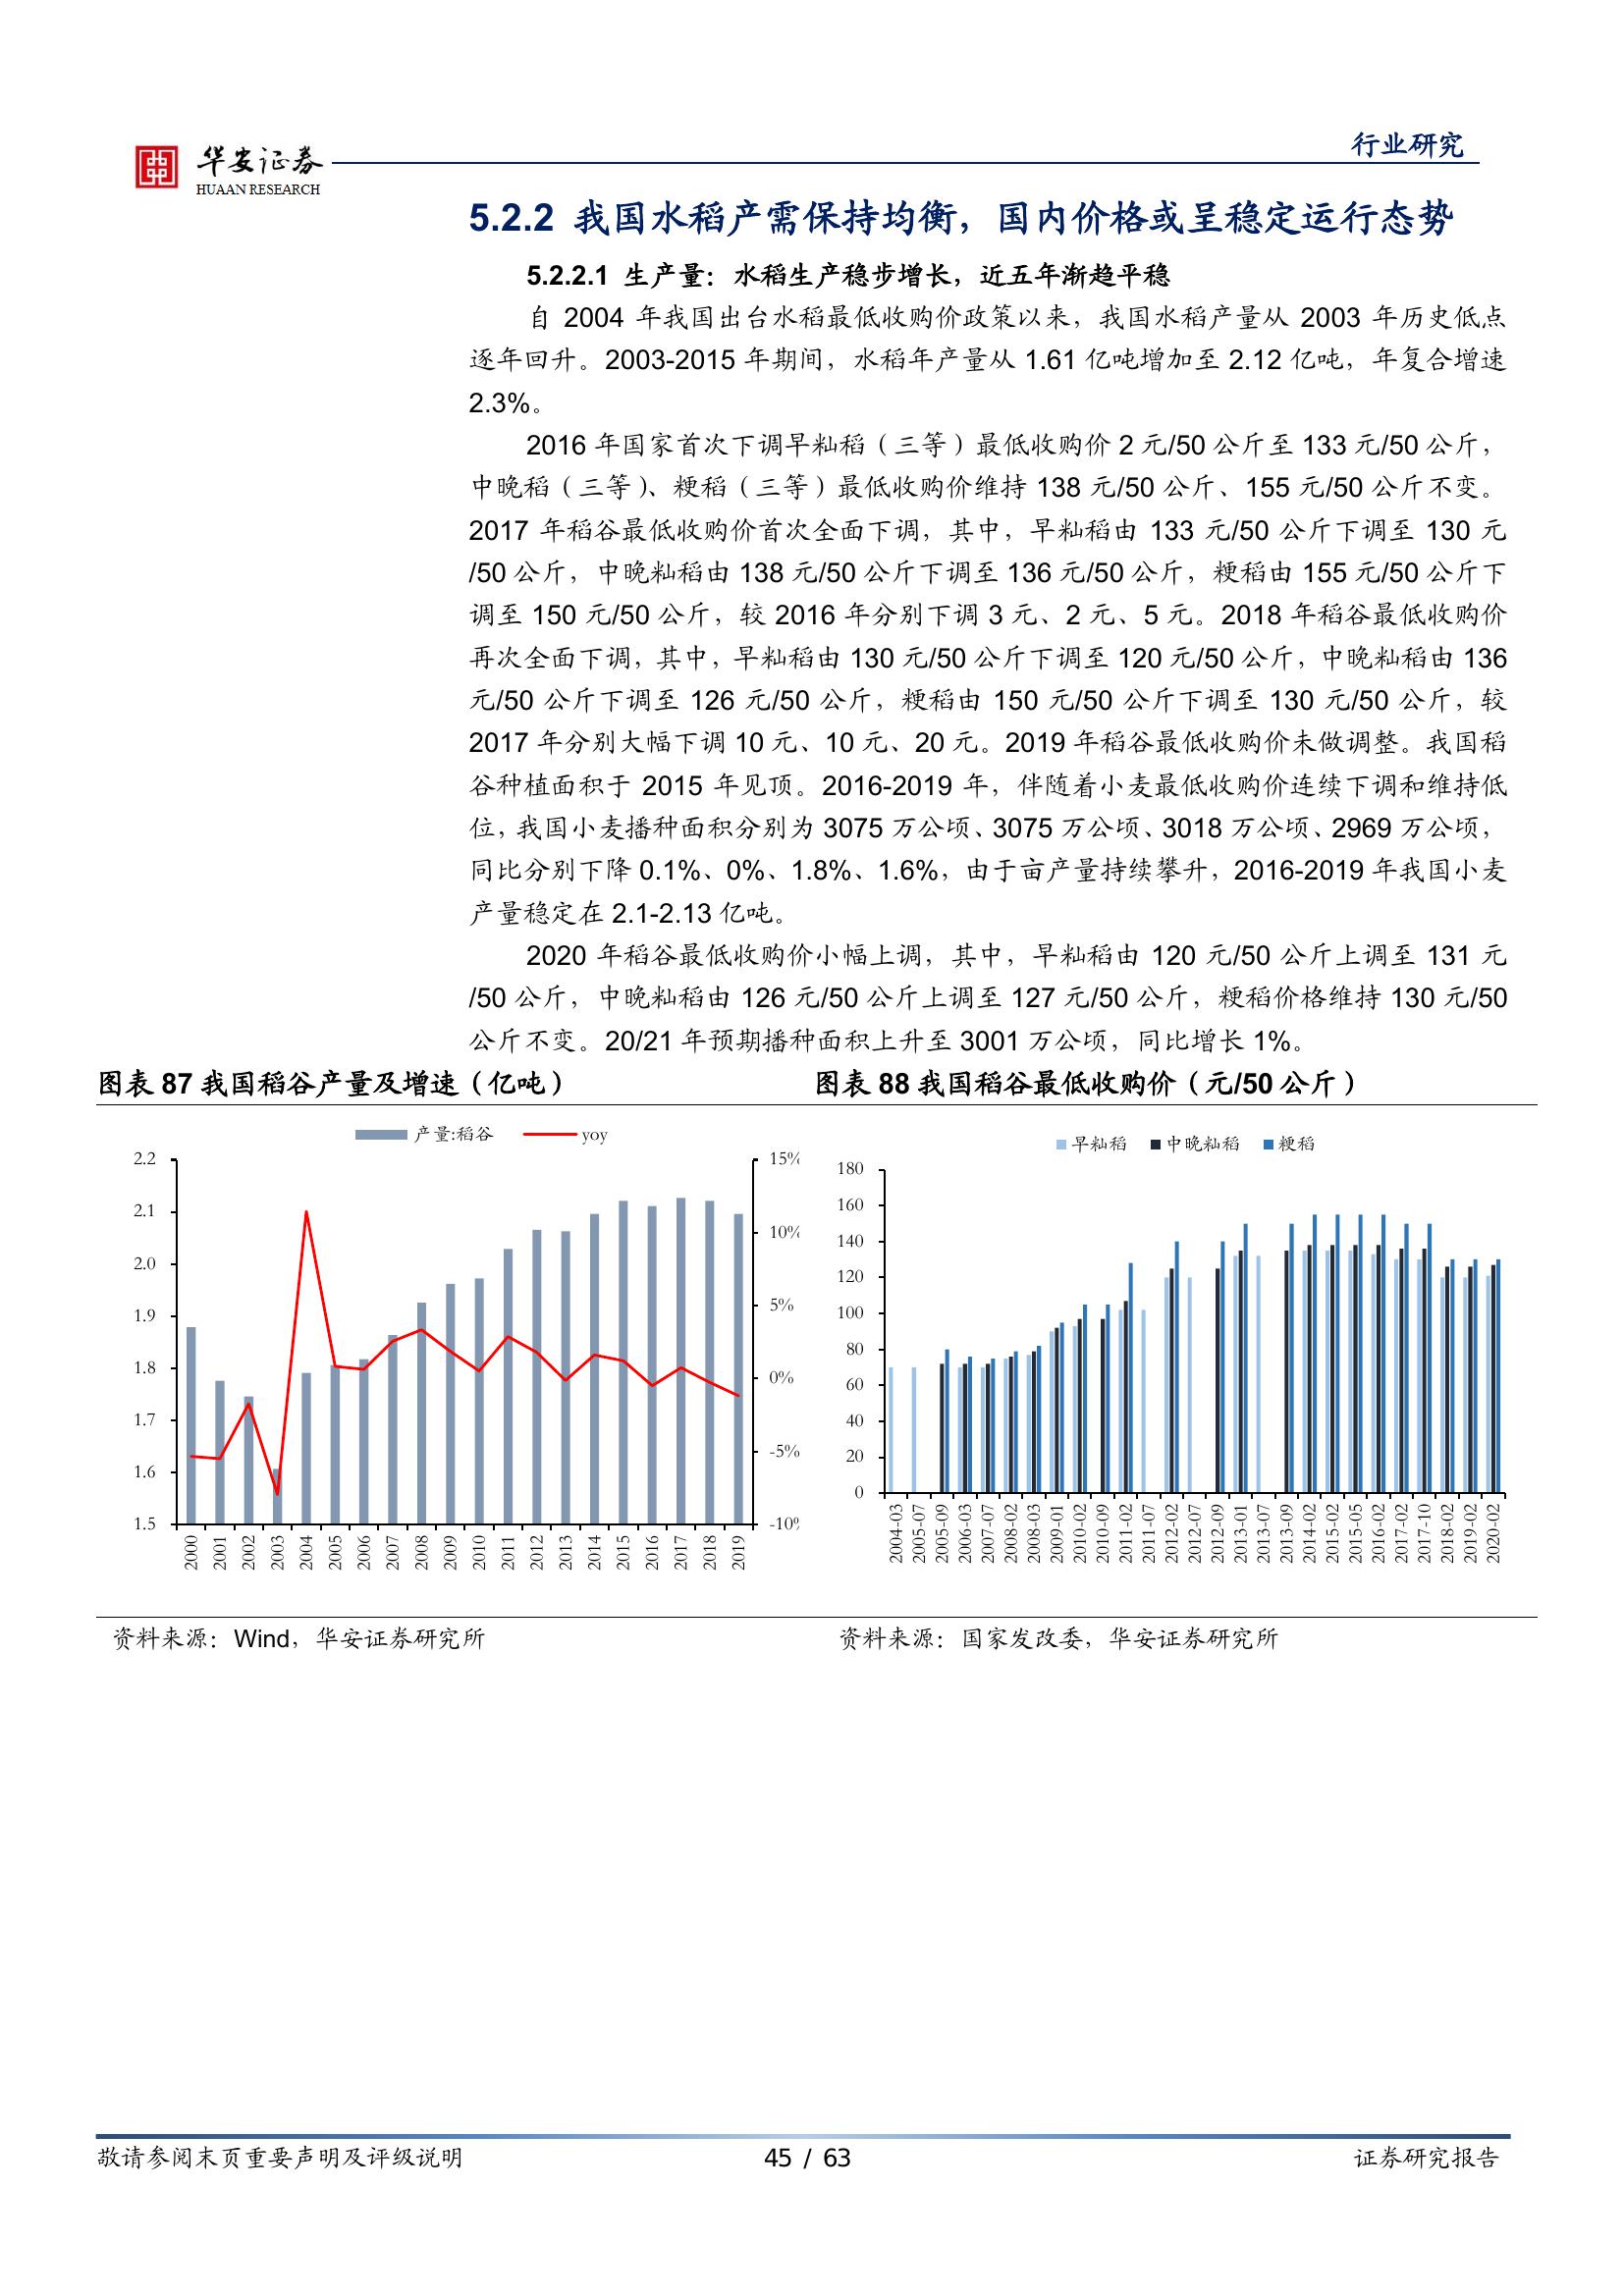 华安证券
HUAAN RESEARCH
行业研究
5.2.2 我国水稻产需保持均衡，国内价格或呈稳定运行态势
5.2.2.1 生产量：水稻生产稳步增长，近五年渐趋平稳
自 2004 年我国出台水稻最低收购价政策以来，我国水稻产量从 2003 年历史低点
逐年回升。2003-2015 年期间，水稻年产量从 1.61 亿吨增加至 2.12 亿吨，年复合增速
2.3%。
2016 年国家首次下调早籼稻（三等）最低收购价 2 元/50 公斤至 133 元/50 公斤，
中晚稻（三等）、粳稻（三等）最低收购价维持 138 元/50 公斤、155 元/50 公斤不变。
2017 年稻谷最低收购价首次全面下调，其中，早籼稻由 133 元/50 公斤下调至 130 元
/50 公斤，中晚籼稻由 138 元/50 公斤下调至 136 元/50 公斤，粳稻由 155 元/50 公斤下
调至 150 元/50 公斤，较 2016 年分别下调 3 元、2 元、5 元。2018 年稻谷最低收购价
再次全面下调，其中，早籼稻由 130 元/50 公斤下调至 120 元/50 公斤，中晚籼稻由 136
元/50 公斤下调至 126 元/50 公斤，粳稻由 150 元/50 公斤下调至 130 元/50 公斤，较
2017 年分别大幅下调 10 元、10 元、20 元。2019 年稻谷最低收购价未做调整。我国稻
谷种植面积于 2015 年见顶。2016-2019 年，伴随着小麦最低收购价连续下调和维持低
位，我国小麦播种面积分别为 3075 万公顷、3075 万公顷、3018 万公顷、2969 万公顷，
同比分别下降 0.1%、0%、1.8%、1.6%，由于亩产量持续攀升，2016-2019 年我国小麦
产量稳定在 2.1-2.13 亿吨。
2020 年稻谷最低收购价小幅上调，其中，早籼稻由 120 元/50 公斤上调至 131 元
/50 公斤，中晚籼稻由 126 元/50 公斤上调至 127 元/50 公斤，粳稻价格维持 130 元/50
公斤不变。20/21 年预期播种面积上升至 3001 万公顷，同比增长 1%。
图表 87 我国稻谷产量及增速（亿吨）
产量:稻谷 yoy
2.2
2.1
2.0
1.9
1.8
1.7
1.6
1.5
15%
10%
5%
0%
-5%
-10%
2000 2001 2002 2003 2004 2005 2006 2007 2008 2009 2010 2011 2012 2013 2014 2015 2016 2017 2018 2019
资料来源：Wind，华安证券研究所
图表 88 我国稻谷最低收购价（元/50 公斤）
早籼稻 中晚籼稻 粳稻
180
160
140
120
100
80
60
40
20
0
2004-03 2005-07 2005-09 2006-03 2007-07 2008-02 2008-03 2009-01 2010-02 2010-09 2011-02 2011-07 2012-02 2012-07 2012-09 2013-01 2013-07 2013-09 2014-02 2015-02 2015-05 2016-02 2017-02 2017-10 2018-02 2019-02 2020-02
资料来源：国家发改委，华安证券研究所
敬请参阅末页重要声明及评级说明
45 / 63
证券研究报告